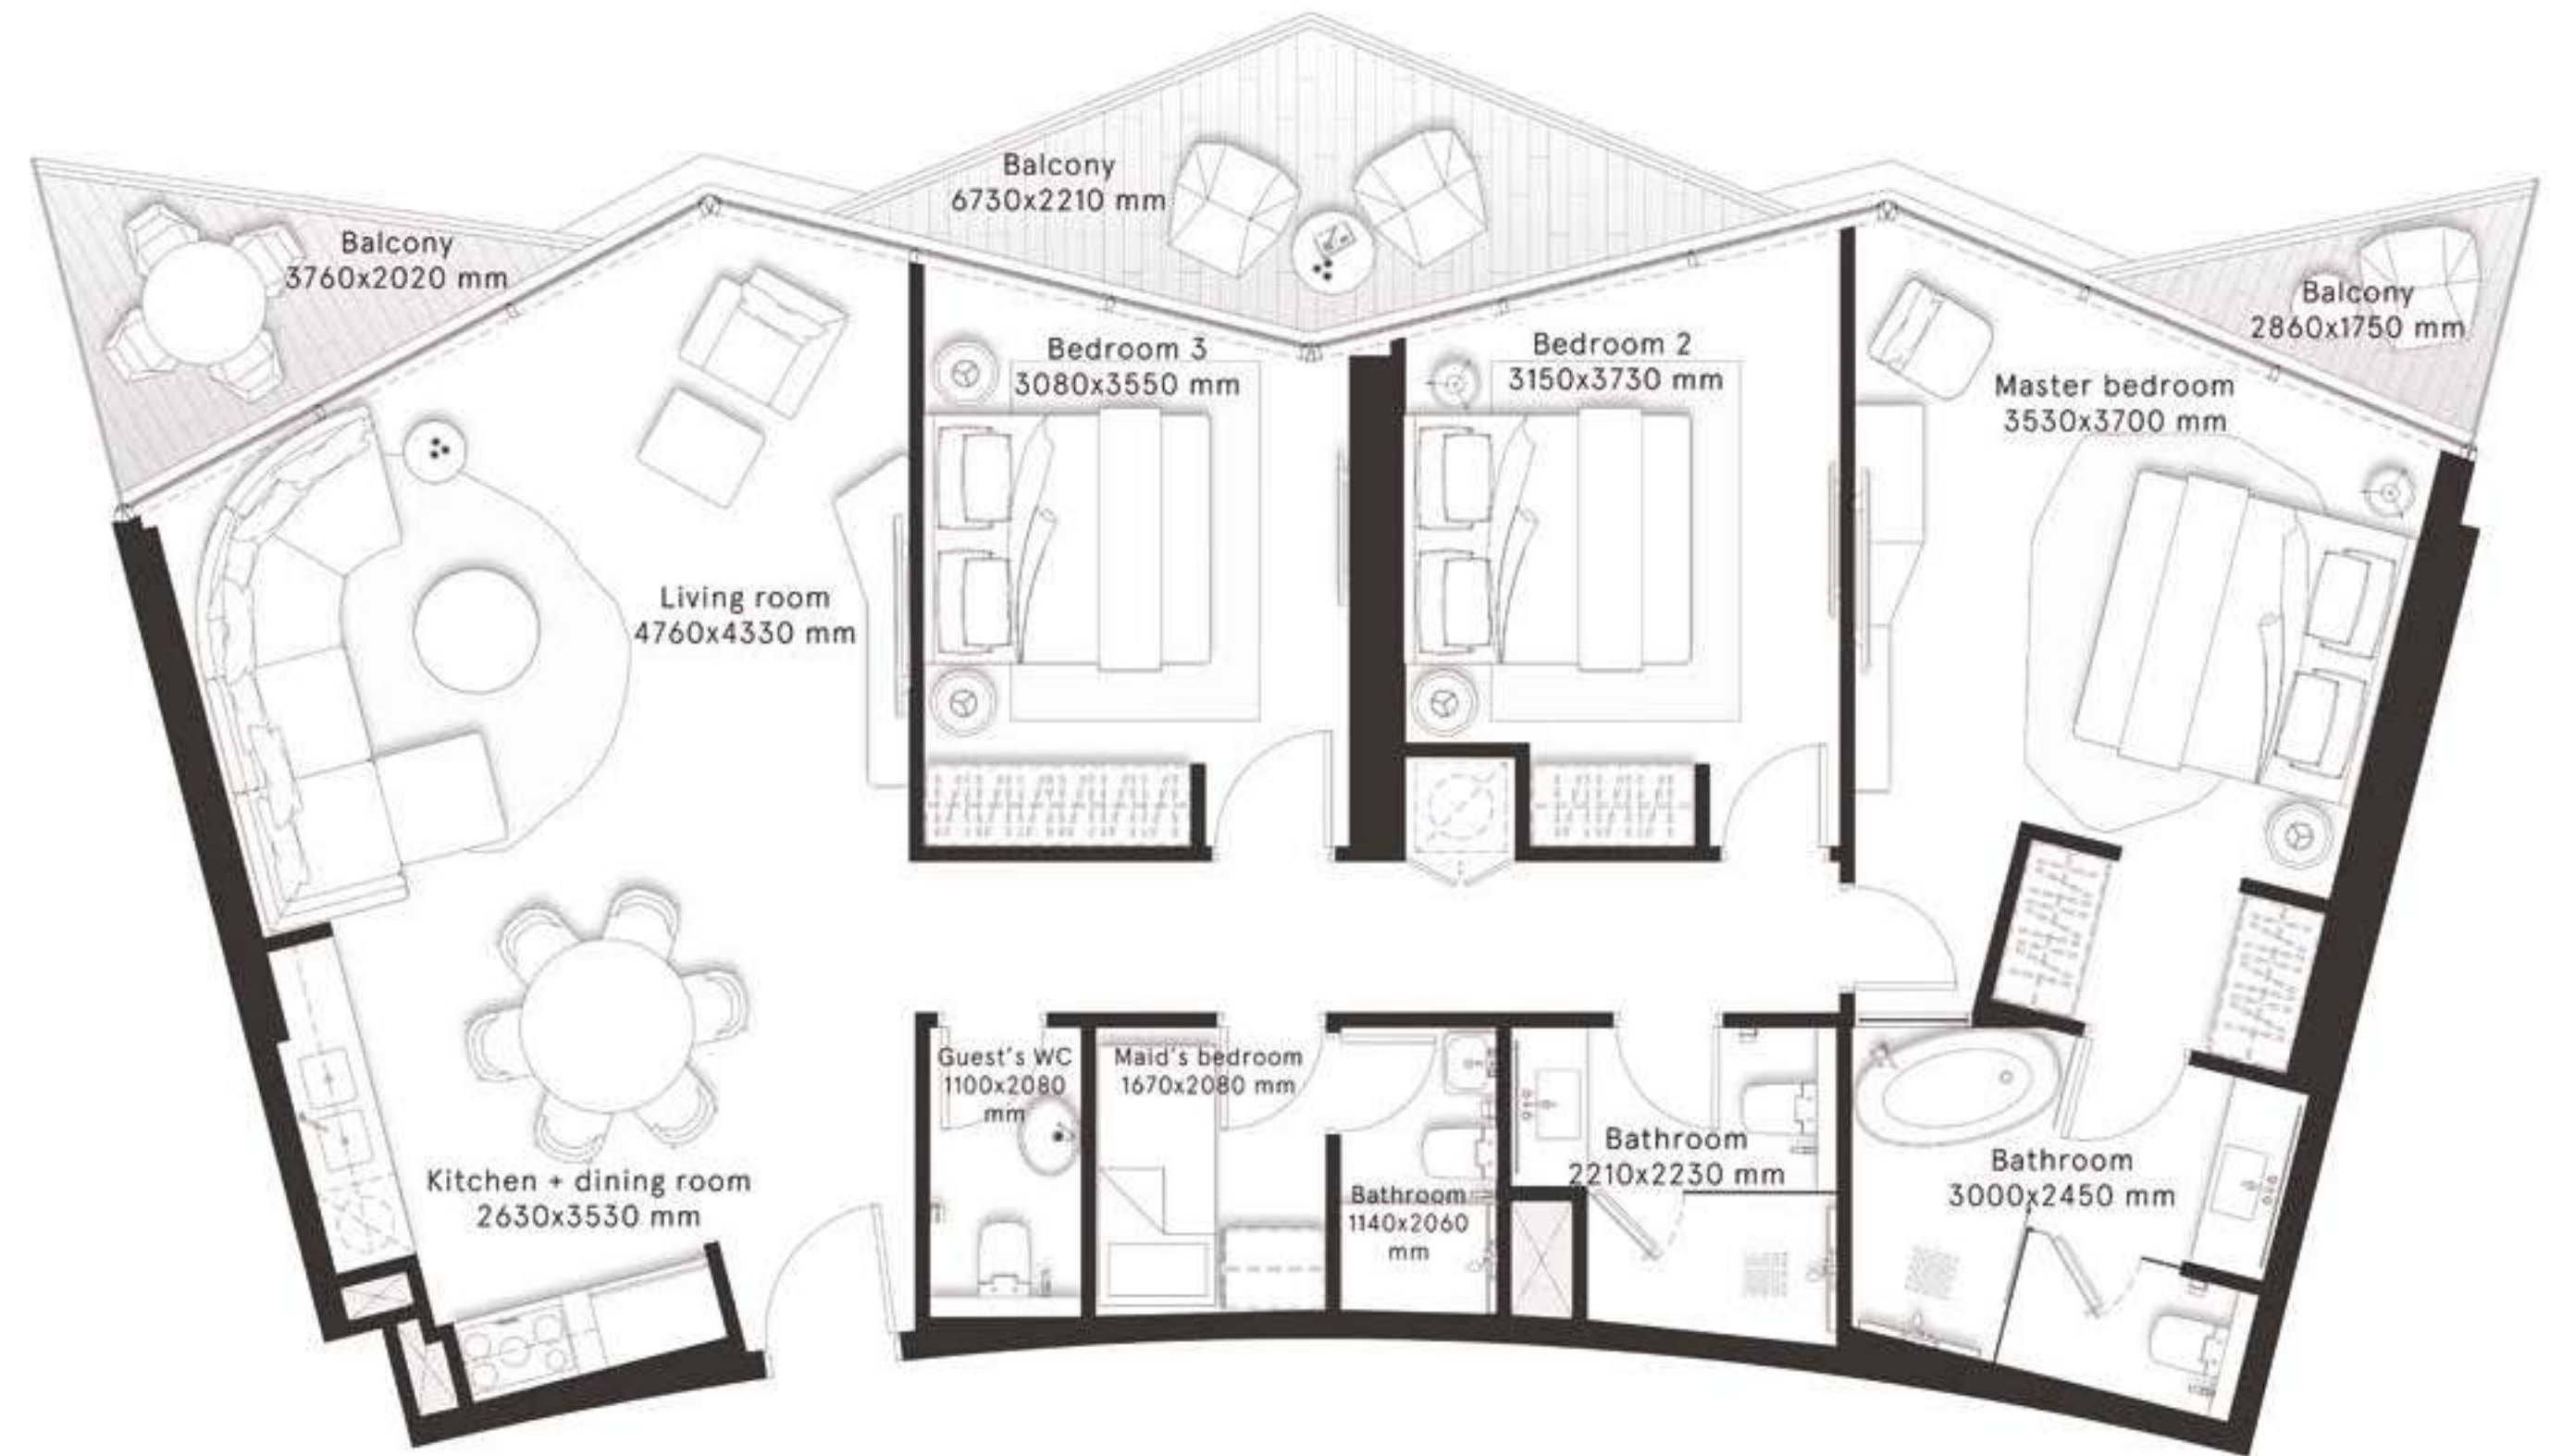 Balcony
6730x2210 mm
Balcony
3760x2020 mm
Balcony
2860x1750 mm
Bedroom 3
3080x3550 mm
Bedroom 2
3150x3730 mm
Master bedroom
3530x3700 mm
Living room
4760x4330 mm
Guest's WC
1100x2080
mm
Maid's bedroom
1670x2080 mm
Bathroom
2210x2230 mm
Bathroom
3000x2450 mm
Kitchen + dining room
2630x3530 mm
Bathroom
1140x2060
mm